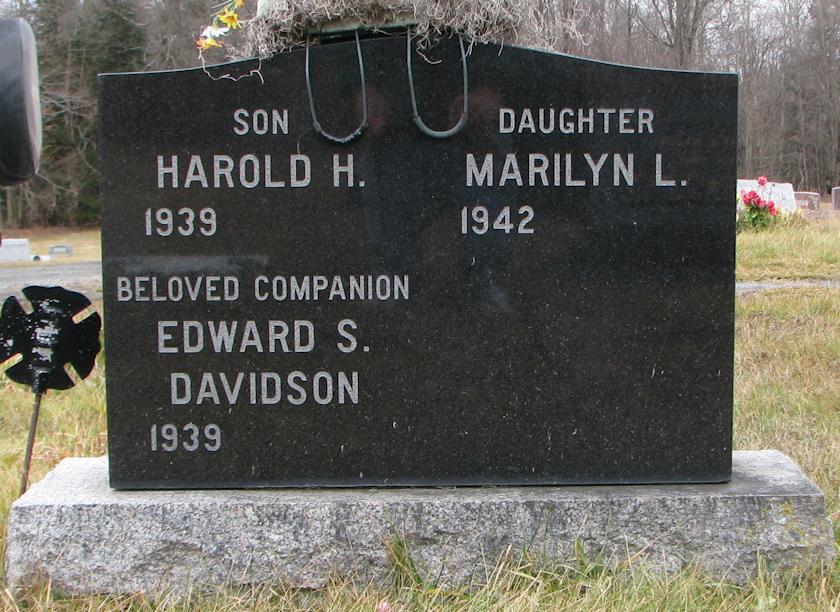 SON
HAROLD H.
1939
DAUGHTER
MARILYN L.
1942
BELOVED COMPANION
EDWARD S.
DAVIDSON
1939